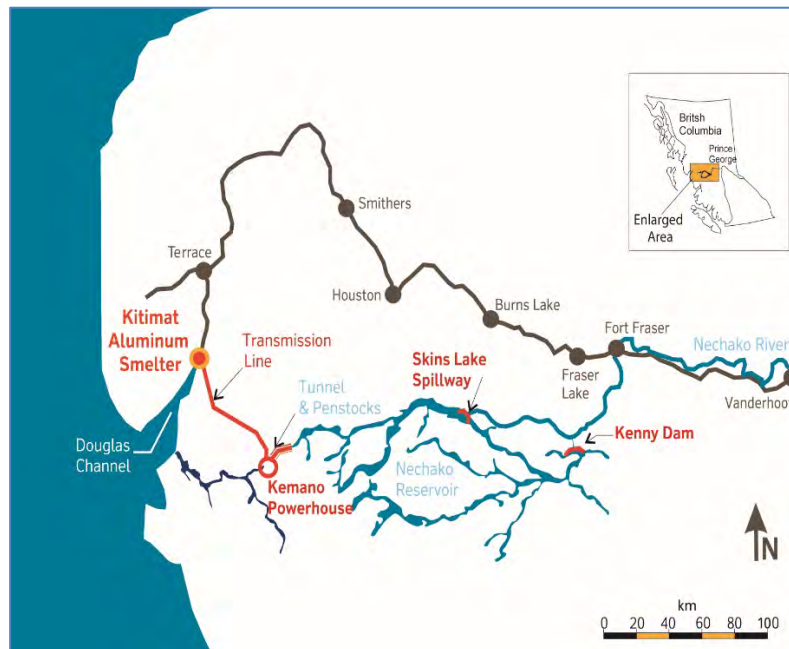 Britsh
Columbia
Prince
George
Enlarged
Area
Smithers
Terrace
Houston
Burns Lake
Kitimat
Aluminum
Smelter
Transmission
Line
Fort Fraser
Nechako River
Fraser
Lake
Vanderhoof
Skins Lake
Spillway
Tunnel
& Penstocks
Kenny Dam
Douglas
Channel
Nechako
Reservoir
Kemano
Powerhouse
N
km
0 20 40 60 80 100